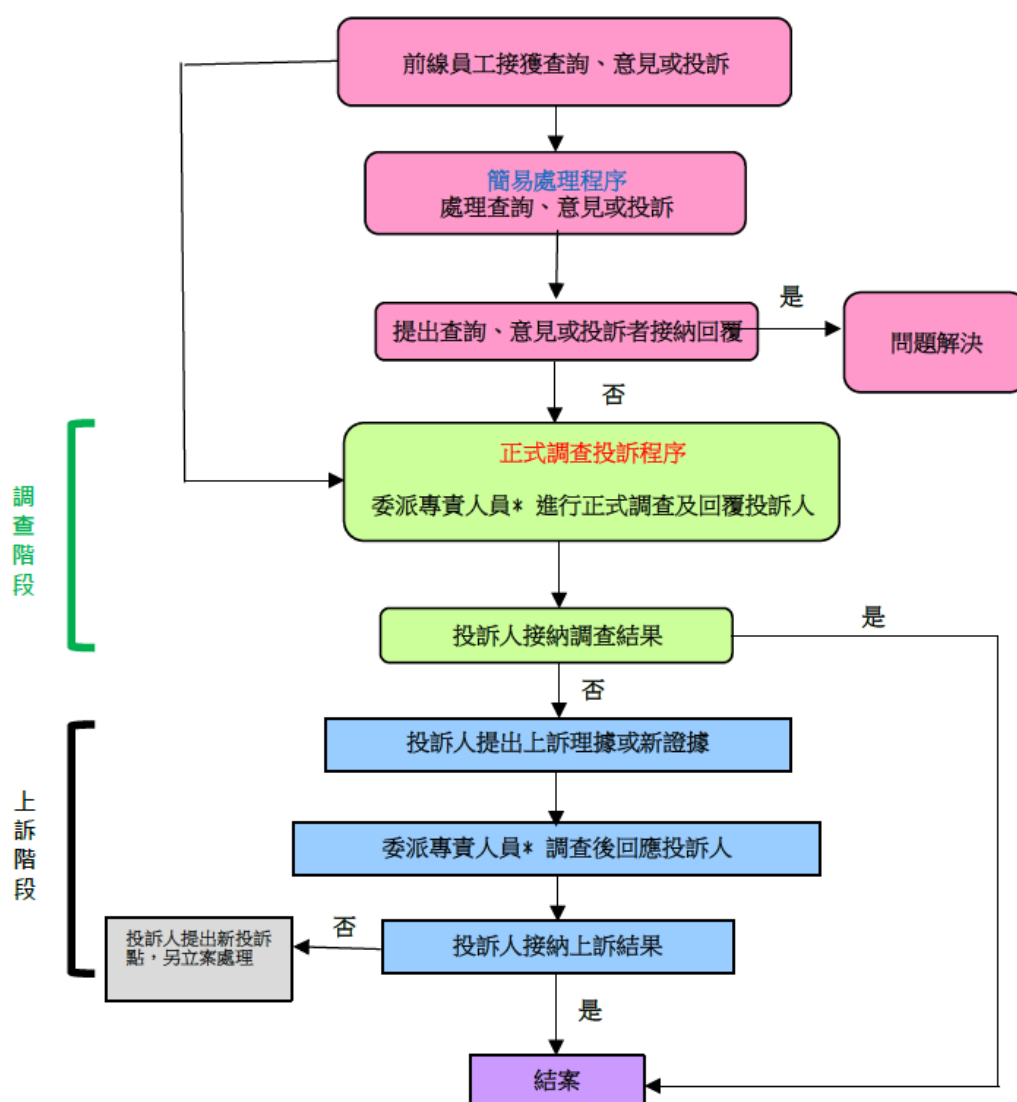 前線員工接獲查詢、意見或投訴
簡易處理程序
處理查詢、意見或投訴
是
提出查詢、意見或投訴者接納回覆
問題解決
否
調查階段
正式調查投訴程序
委派專責人員* 進行正式調查及回覆投訴人
投訴人接納調查結果
是
否
上訴階段
投訴人提出上訴理據或新證據
委派專責人員* 調查後回應投訴人
投訴人接納上訴結果
否
投訴人提出新投訴
點，另立案處理
是
結案